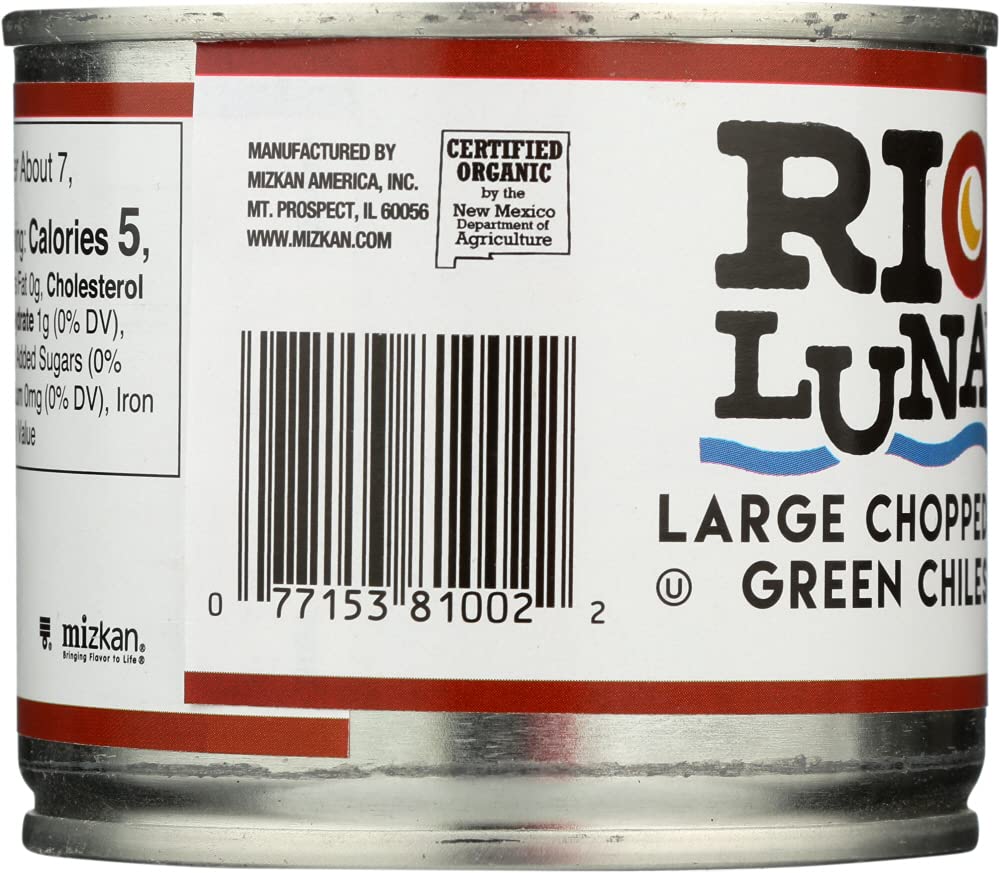 About 7,
Calories 5,
Fat 0g, Cholesterol
1g (0% DV),
Added Sugars (0%
0mg (0% DV), Iron
Value
mizkan®
Bringing Flavor to Life®
MANUFACTURED BY
MIZKAN AMERICA, INC.
MT. PROSPECT, IL 60056
WWW.MIZKAN.COM
CERTIFIED
ORGANIC
by the
New Mexico
Department of
Agriculture
0 77153 81002 2
RIO
LUNA
LARGE CHOPPED
U GREEN CHILES